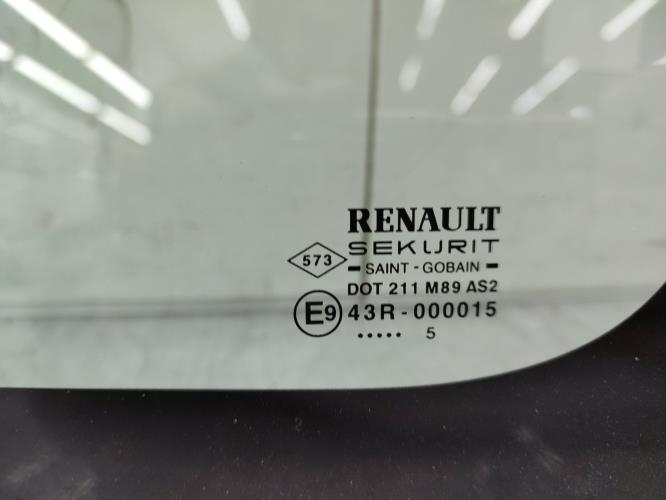 RENAULT
SEKURIT
573
- SAINT - GOBAIN -
DOT 211 M89 AS2
E9 43R - 000015
..... 5